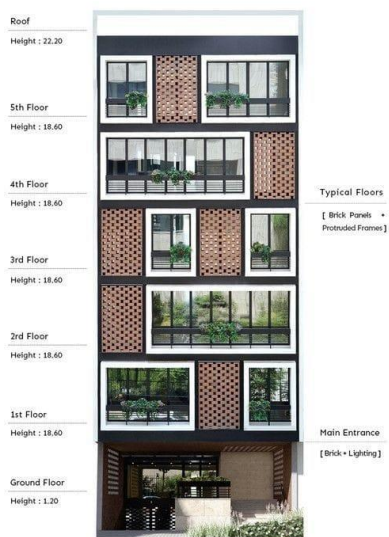 Roof
Height : 22.20
5th Floor
Height : 18.60
4th Floor
Height : 18.60
Typical Floors
[ Brick Panels +
Protruded Frames ]
3rd Floor
Height : 18.60
2nd Floor
Height : 18.60
1st Floor
Height : 18.60
Main Entrance
[ Brick + Lighting ]
Ground Floor
Height : 1.20